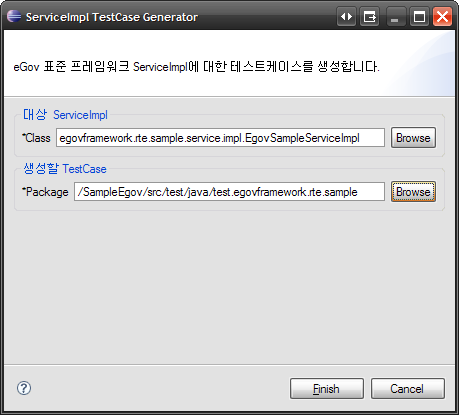 ServiceImpl TestCase Generator
eGov 표준 프레임워크 ServiceImpl에 대한 테스트케이스를 생성합니다.
대상 ServiceImpl
*Class egovframework.rte.sample.service.impl.EgovSampleServiceImpl Browse
생성할 TestCase
*Package /SampleEgov/src/test/java/test.egovframework.rte.sample Browse
? Finish Cancel